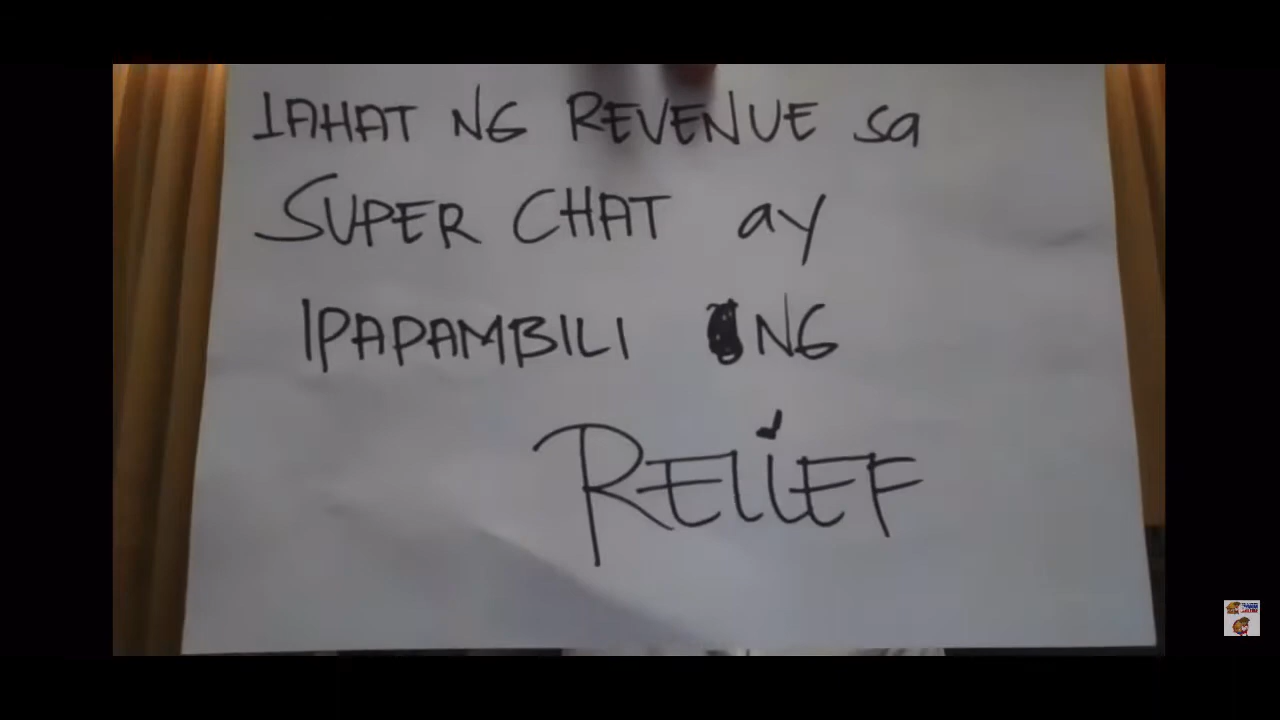 LAHAT NG REVENUE sa
SUPER CHAT ay
IPAPAMBILI NG
RELiEF